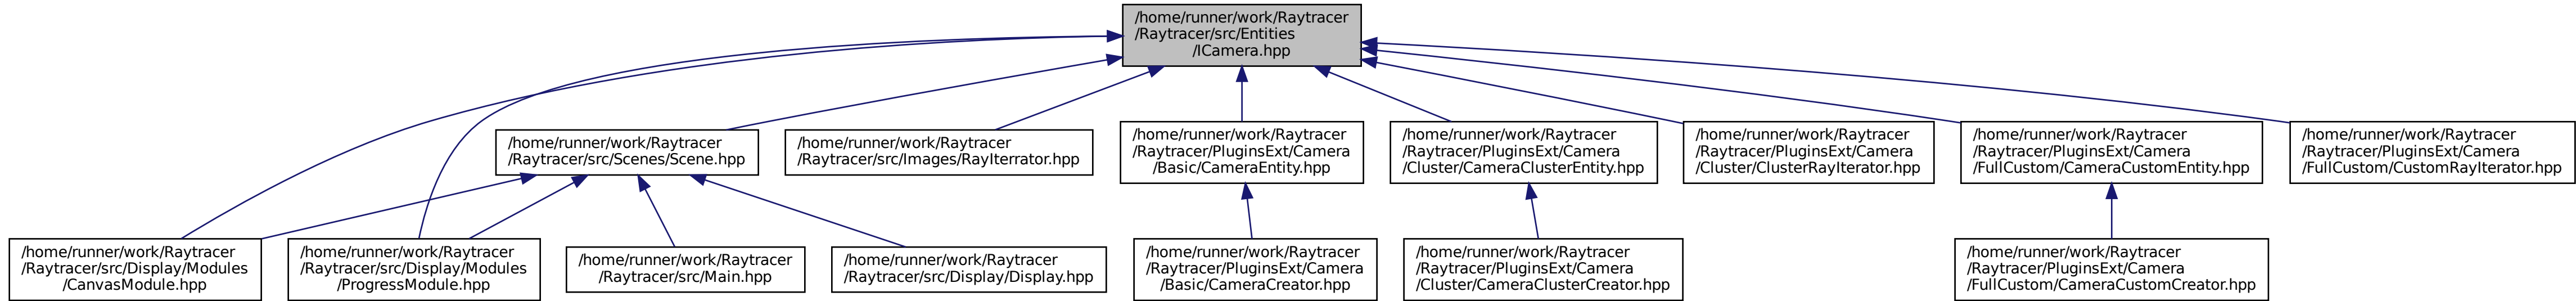 /home/runner/work/Raytracer
/Raytracer/src/Entities
/ICamera.hpp
/home/runner/work/Raytracer
/Raytracer/src/Scenes/Scene.hpp
/home/runner/work/Raytracer
/Raytracer/src/Images/RayIterrator.hpp
/home/runner/work/Raytracer
/Raytracer/PluginsExt/Camera
/Basic/CameraEntity.hpp
/home/runner/work/Raytracer
/Raytracer/PluginsExt/Camera
/Cluster/CameraClusterEntity.hpp
/home/runner/work/Raytracer
/Raytracer/PluginsExt/Camera
/Cluster/ClusterRayIterator.hpp
/home/runner/work/Raytracer
/Raytracer/PluginsExt/Camera
/FullCustom/CameraCustomEntity.hpp
/home/runner/work/Raytracer
/Raytracer/PluginsExt/Camera
/FullCustom/CustomRayIterator.hpp
/home/runner/work/Raytracer
/Raytracer/src/Display/Modules
/CanvasModule.hpp
/home/runner/work/Raytracer
/Raytracer/src/Display/Modules
/ProgressModule.hpp
/home/runner/work/Raytracer
/Raytracer/src/Main.hpp
/home/runner/work/Raytracer
/Raytracer/src/Display/Display.hpp
/home/runner/work/Raytracer
/Raytracer/PluginsExt/Camera
/Basic/CameraCreator.hpp
/home/runner/work/Raytracer
/Raytracer/PluginsExt/Camera
/Cluster/CameraClusterCreator.hpp
/home/runner/work/Raytracer
/Raytracer/PluginsExt/Camera
/FullCustom/CameraCustomCreator.hpp